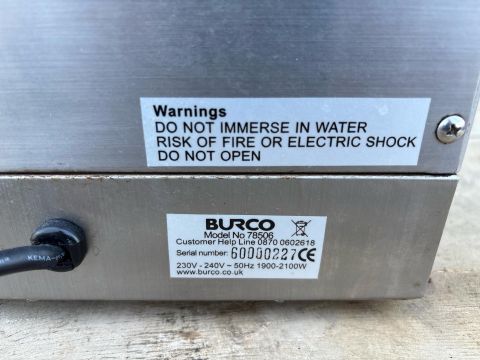 Warnings
DO NOT IMMERSE IN WATER
RISK OF FIRE OR ELECTRIC SHOCK
DO NOT OPEN
BURCO
Model No 78506
Customer Help Line 0870 0602618
Serial number: 60000227 CE
230V - 240V ~ 50Hz 1900-2100W
www.burco.co.uk